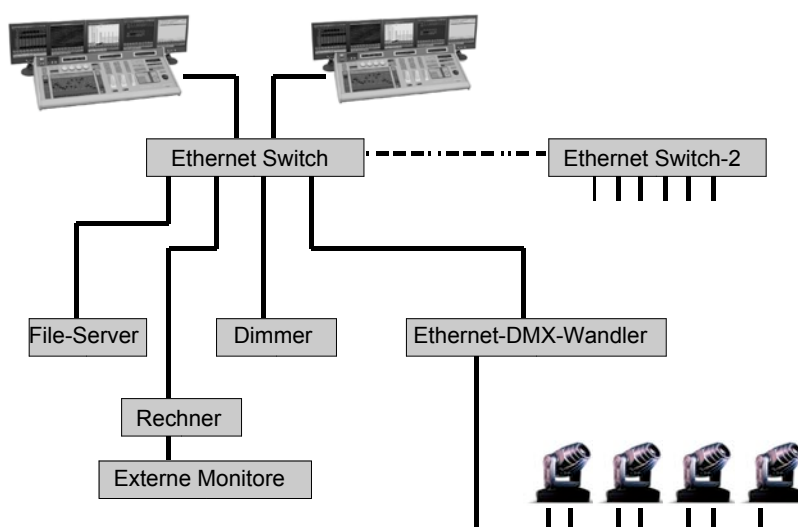 Ethernet Switch
Ethernet Switch-2
File-Server
Dimmer
Ethernet-DMX-Wandler
Rechner
Externe Monitore